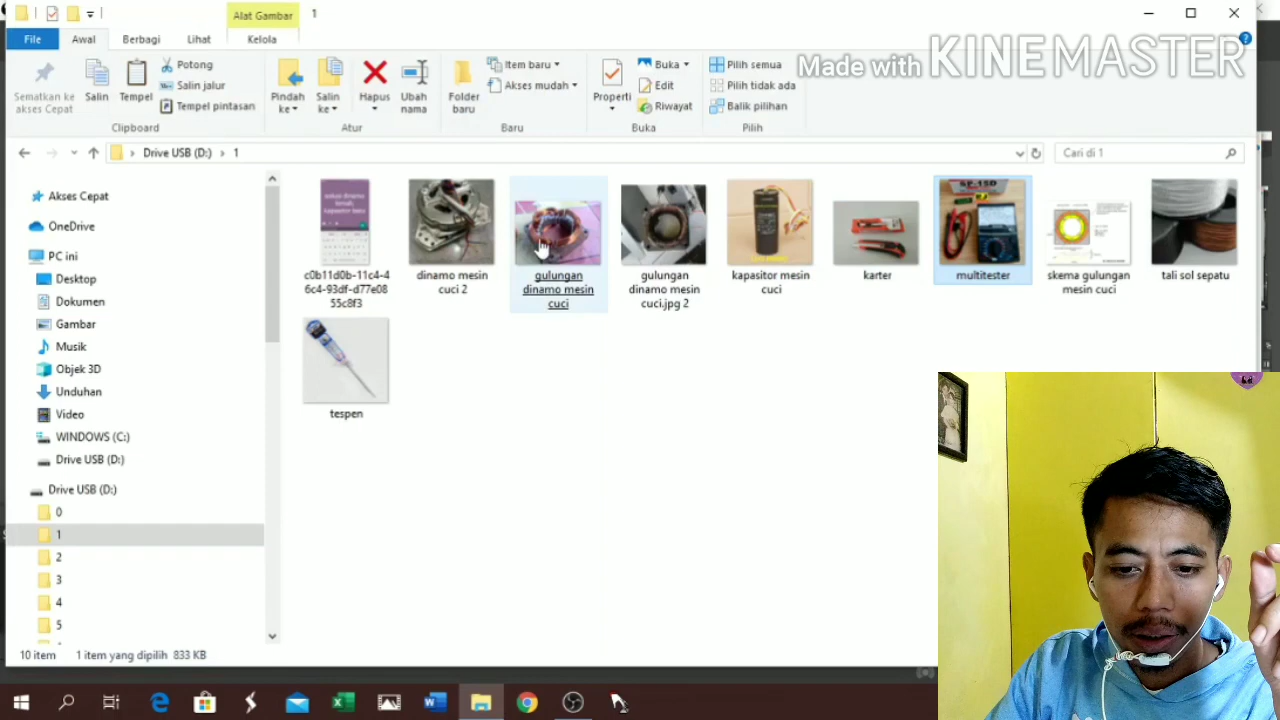 Alat Gambar
1
File
Awal
Berbagi
Lihat
Kelola
Made with KINEMASTER
Sematkan ke akses Cepat
Salin
Tempel
Potong
Salin jalur
Tempel pintasan
Clipboard
Pindah ke
Salin ke
Hapus
Ubah nama
Atur
Folder baru
Item baru
Akses mudah
Baru
Properti
Buka
Edit
Riwayat
Buka
Pilih semua
Pilih tidak ada
Balik pilihan
Pilih
Drive USB (D:) > 1
Cari di 1
Akses Cepat
OneDrive
PC ini
Desktop
Dokumen
Gambar
Musik
Objek 3D
Unduhan
Video
WINDOWS (C:)
Drive USB (D:)
Drive USB (D:)
0
1
2
3
4
5
SP-15D
c0b11d0b-11c4-4
6c4-93df-d77e08
55c8f3
dinamo mesin
cuci 2
gulungan
dinamo mesin
cuci
gulungan
dinamo mesin
cuci.jpg 2
kapasitor mesin
cuci
karter
multitester
skema gulungan
mesin cuci
tali sol sepatu
tespen
10 item
1 item yang dipilih 833 KB